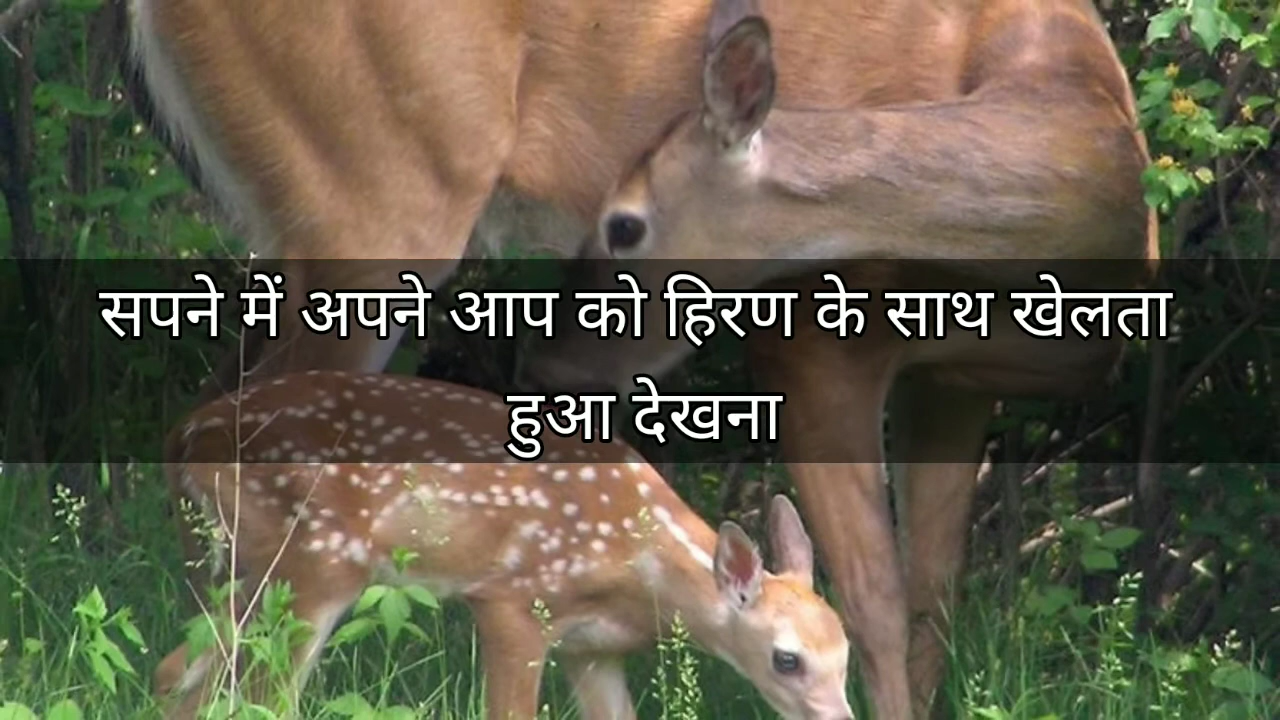 सपने में अपने आप को हिरण के साथ खेलता
हुआ देखना